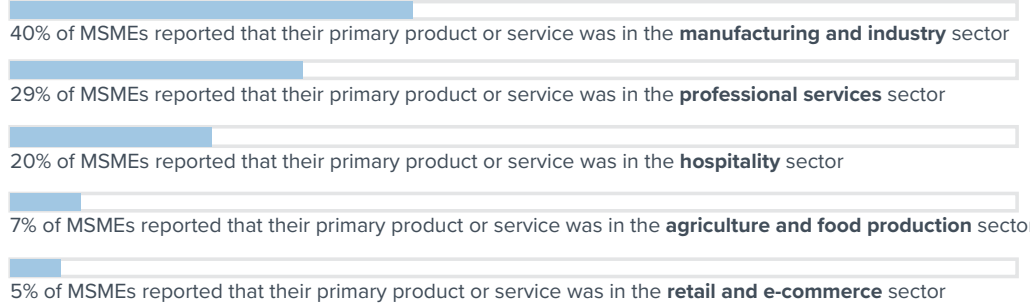 40% of MSMEs reported that their primary product or service was in the manufacturing and industry sector
29% of MSMEs reported that their primary product or service was in the professional services sector
20% of MSMEs reported that their primary product or service was in the hospitality sector
7% of MSMEs reported that their primary product or service was in the agriculture and food production secto
5% of MSMEs reported that their primary product or service was in the retail and e-commerce sector